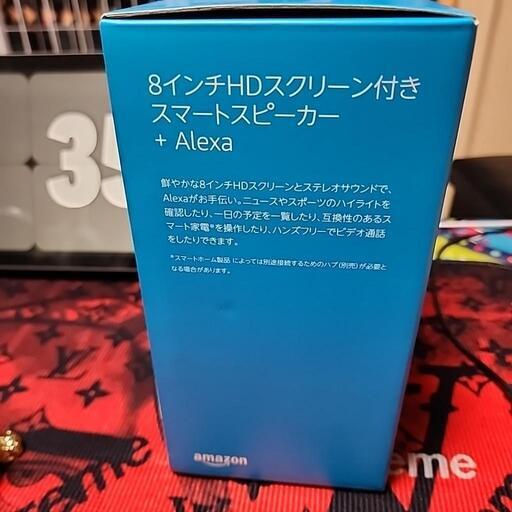 8インチHDスクリーン付き
スマートスピーカー
+ Alexa
鮮やかな8インチHDスクリーンとステレオサウンドで、
Alexaがお手伝い。ニュースやスポーツのハイライトを
確認したり、一日の予定を一覧したり、互換性のあるス
マート家電*を操作したり、ハンズフリーでビデオ通話
をしたりできます。
*スマートホーム製品 によっては別途接続するためのハブ(別売)が必要と
なる場合があります。
amazon
eme
35